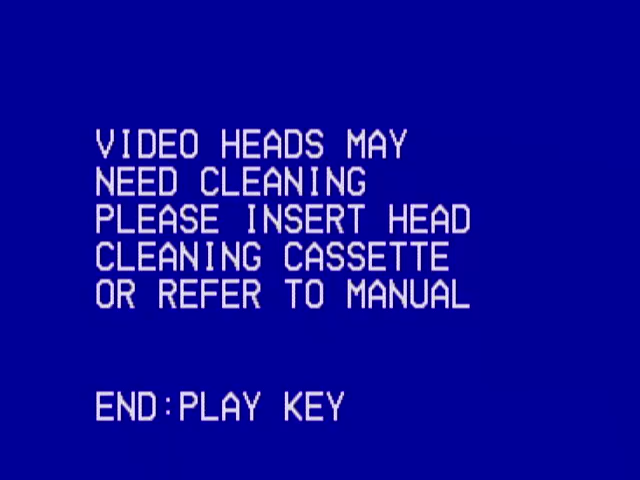 VIDEO HEADS MAY
NEED CLEANING
PLEASE INSERT HEAD
CLEANING CASSETTE
OR REFER TO MANUAL
END:PLAY KEY